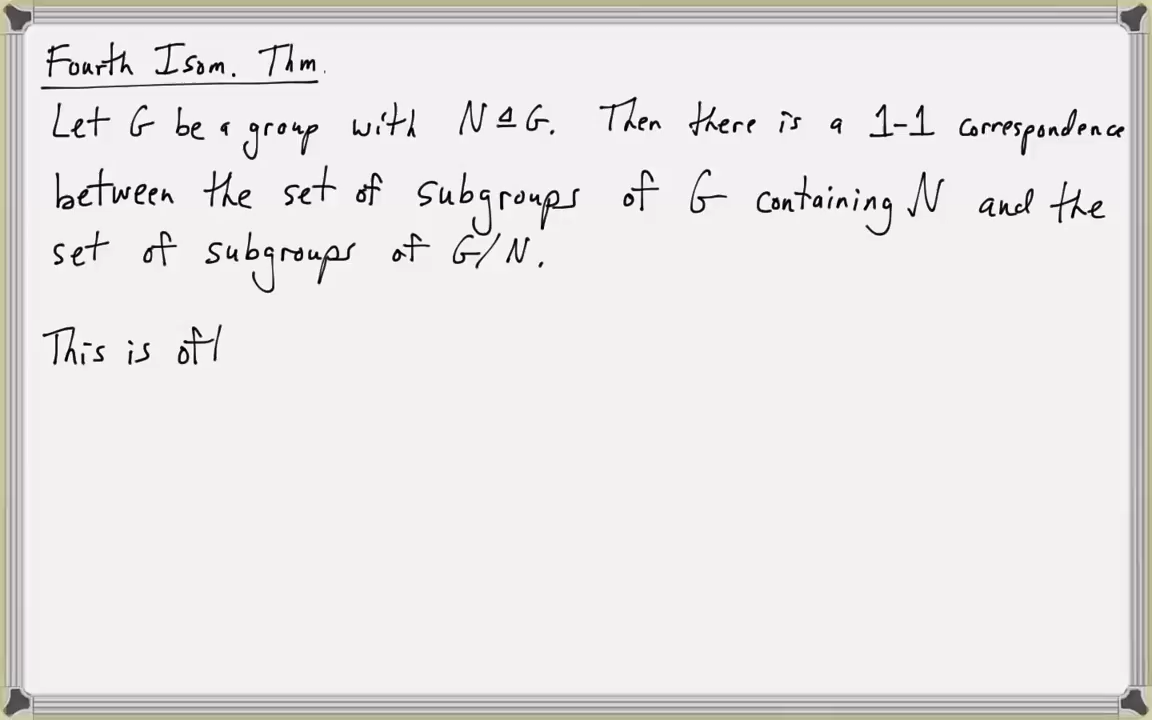 Fourth Isom. Thm.
Let G be a group with N ⊴ G. Then there is a 1-1 correspondence
between the set of subgroups of G containing N and the
set of subgroups of G/N.
This is oft